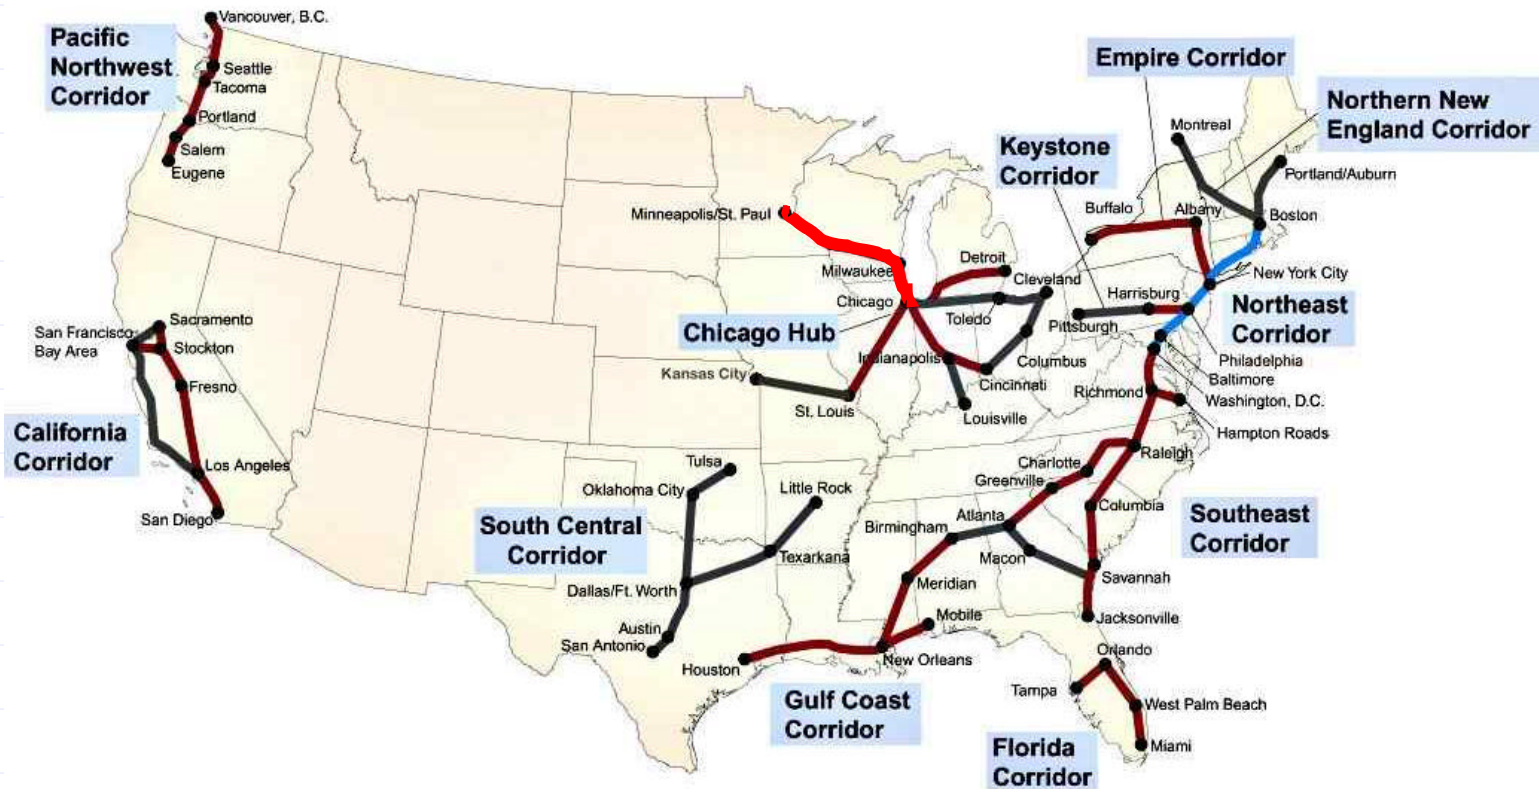 Vancouver, B.C.
Pacific
Northwest
Corridor
Seattle
Tacoma
Portland
Salem
Eugene
Empire Corridor
Northern New
England Corridor
Keystone
Corridor
Montreal
Portland/Auburn
Buffalo
Albany
Boston
New York City
Northeast
Corridor
Harrisburg
Pittsburgh
Philadelphia
Baltimore
Washington, D.C.
Richmond
Hampton Roads
Minneapolis/St. Paul
Milwaukee
Detroit
Cleveland
Chicago
Toledo
Chicago Hub
Indianapolis
Columbus
Cincinnati
Kansas City
St. Louis
Louisville
San Francisco
Bay Area
Sacramento
Stockton
Fresno
California
Corridor
Los Angeles
San Diego
Tulsa
Oklahoma City
Little Rock
South Central
Corridor
Texarkana
Dallas/Ft. Worth
Austin
San Antonio
Houston
Raleigh
Charlotte
Greenville
Columbia
Atlanta
Birmingham
Macon
Southeast
Corridor
Savannah
Meridian
Mobile
Jacksonville
New Orleans
Gulf Coast
Corridor
Orlando
Tampa
West Palm Beach
Miami
Florida
Corridor